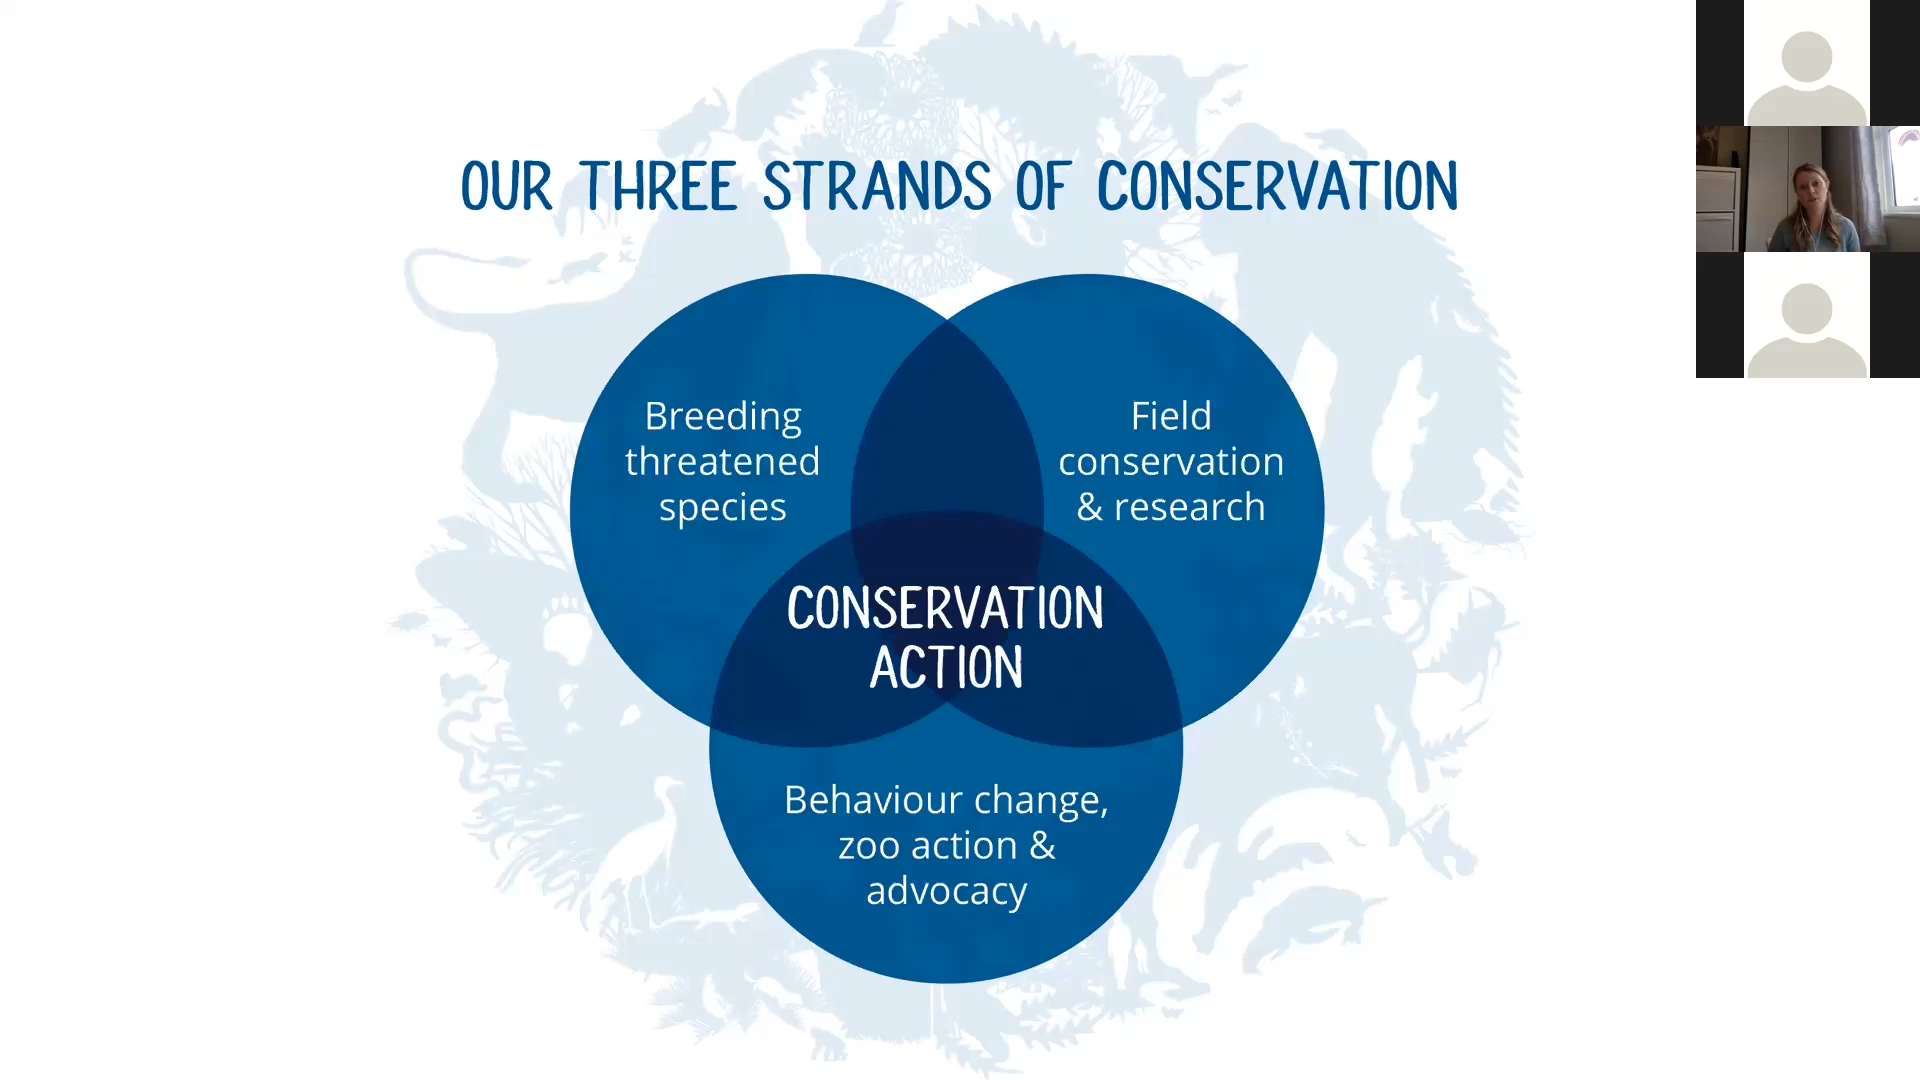 OUR THREE STRANDS OF CONSERVATION
Breeding
threatened
species
Field
conservation
& research
CONSERVATION
ACTION
Behaviour change,
zoo action &
advocacy